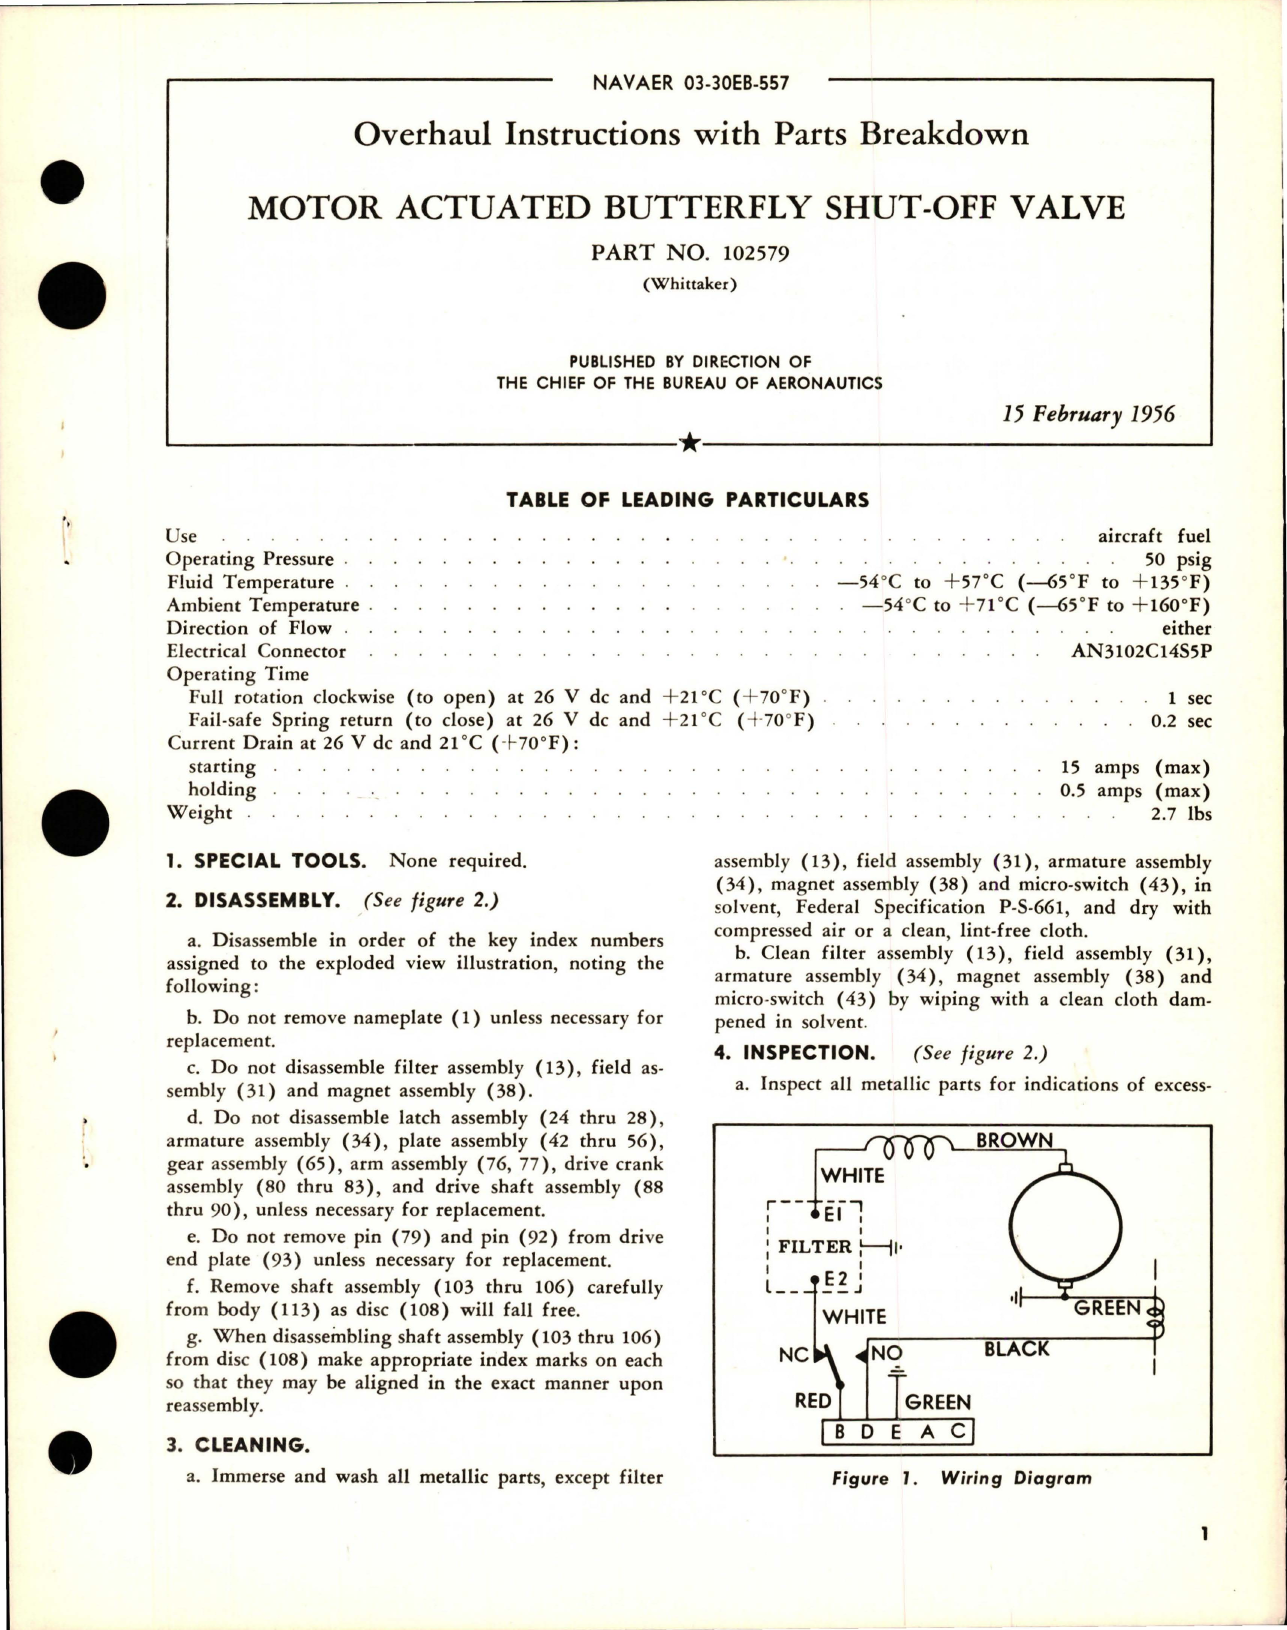 NAVAER 03-30EB-557
Overhaul Instructions with Parts Breakdown
MOTOR ACTUATED BUTTERFLY SHUT-OFF VALVE
PART NO. 102579
(Whittaker)
PUBLISHED BY DIRECTION OF
THE CHIEF OF THE BUREAU OF AERONAUTICS
15 February 1956
TABLE OF LEADING PARTICULARS
Use . . . . . . . . . . aircraft fuel
Operating Pressure . . . . . . . . . . 50 psig
Fluid Temperature . . . . . . . . . . —54°C to +57°C (—65°F to +135°F)
Ambient Temperature . . . . . . . . . . —54°C to +71°C (—65°F to +160°F)
Direction of Flow . . . . . . . . . . either
Electrical Connector . . . . . . . . . . AN3102C14S5P
Operating Time
Full rotation clockwise (to open) at 26 V dc and +21°C (+70°F) . . . . . . . . . . 1 sec
Fail-safe Spring return (to close) at 26 V dc and +21°C (+70°F) . . . . . . . . . . 0.2 sec
Current Drain at 26 V dc and 21°C (+70°F):
starting . . . . . . . . . . 15 amps (max)
holding . . . . . . . . . . 0.5 amps (max)
Weight . . . . . . . . . . 2.7 lbs
1. SPECIAL TOOLS. None required.
2. DISASSEMBLY. (See figure 2.)
a. Disassemble in order of the key index numbers
assigned to the exploded view illustration, noting the
following:
b. Do not remove nameplate (1) unless necessary for
replacement.
c. Do not disassemble filter assembly (13), field as-
sembly (31) and magnet assembly (38).
d. Do not disassemble latch assembly (24 thru 28),
armature assembly (34), plate assembly (42 thru 56),
gear assembly (65), arm assembly (76, 77), drive crank
assembly (80 thru 83), and drive shaft assembly (88
thru 90), unless necessary for replacement.
e. Do not remove pin (79) and pin (92) from drive
end plate (93) unless necessary for replacement.
f. Remove shaft assembly (103 thru 106) carefully
from body (113) as disc (108) will fall free.
g. When disassembling shaft assembly (103 thru 106)
from disc (108) make appropriate index marks on each
so that they may be aligned in the exact manner upon
reassembly.
3. CLEANING.
a. Immerse and wash all metallic parts, except filter
assembly (13), field assembly (31), armature assembly
(34), magnet assembly (38) and micro-switch (43), in
solvent, Federal Specification P-S-661, and dry with
compressed air or a clean, lint-free cloth.
b. Clean filter assembly (13), field assembly (31),
armature assembly (34), magnet assembly (38) and
micro-switch (43) by wiping with a clean cloth dam-
pened in solvent.
4. INSPECTION. (See figure 2.)
a. Inspect all metallic parts for indications of excess-
BROWN
WHITE
E1
FILTER
E2
GREEN
WHITE
NC
NO
BLACK
RED
GREEN
B D E A C
Figure 1. Wiring Diagram
1